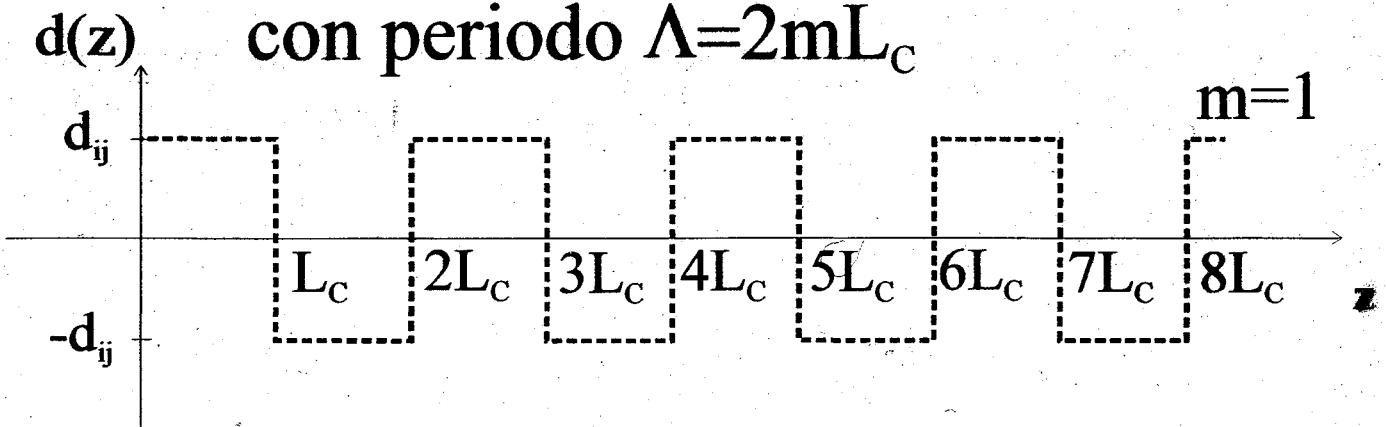 d(z) con periodo Λ=2mL_C
m=1
d_ij
L_C 2L_C 3L_C 4L_C 5L_C 6L_C 7L_C 8L_C
z
-d_ij